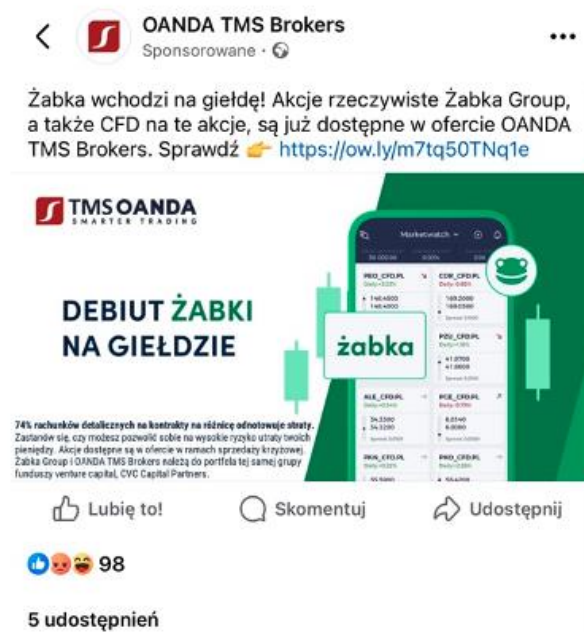 OANDA TMS Brokers
Sponsorowane ·
Żabka wchodzi na giełdę! Akcje rzeczywiste Żabka Group,
a także CFD na te akcje, są już dostępne w ofercie OANDA
TMS Brokers. Sprawdź 👉 https://ow.ly/m7tq50TNq1e
TMS OANDA
SMARTER TRADING
DEBIUT ŻABKI
NA GIEŁDZIE
74% rachunków detalicznych na kontrakty na różnicę odnotowuje straty.
Zastanów się, czy możesz pozwolić sobie na wysokie ryzyko utraty twoich
pieniędzy. Akcje dostępne są w ofercie w ramach sprzedaży krzyżowej.
Żabka Group i OANDA TMS Brokers należą do portfela tej samej grupy
funduszy venture capital, CVC Capital Partners.
Marketwatch
PEO_CFD.PL
CDR_CFD.PL
żabka
PZU_CFD.PL
ALE_CFD.PL
PGE_CFD.PL
PKN_CFD.PL
PKO_CFD.PL
Lubię to!
Skomentuj
Udostępnij
98
5 udostępnień